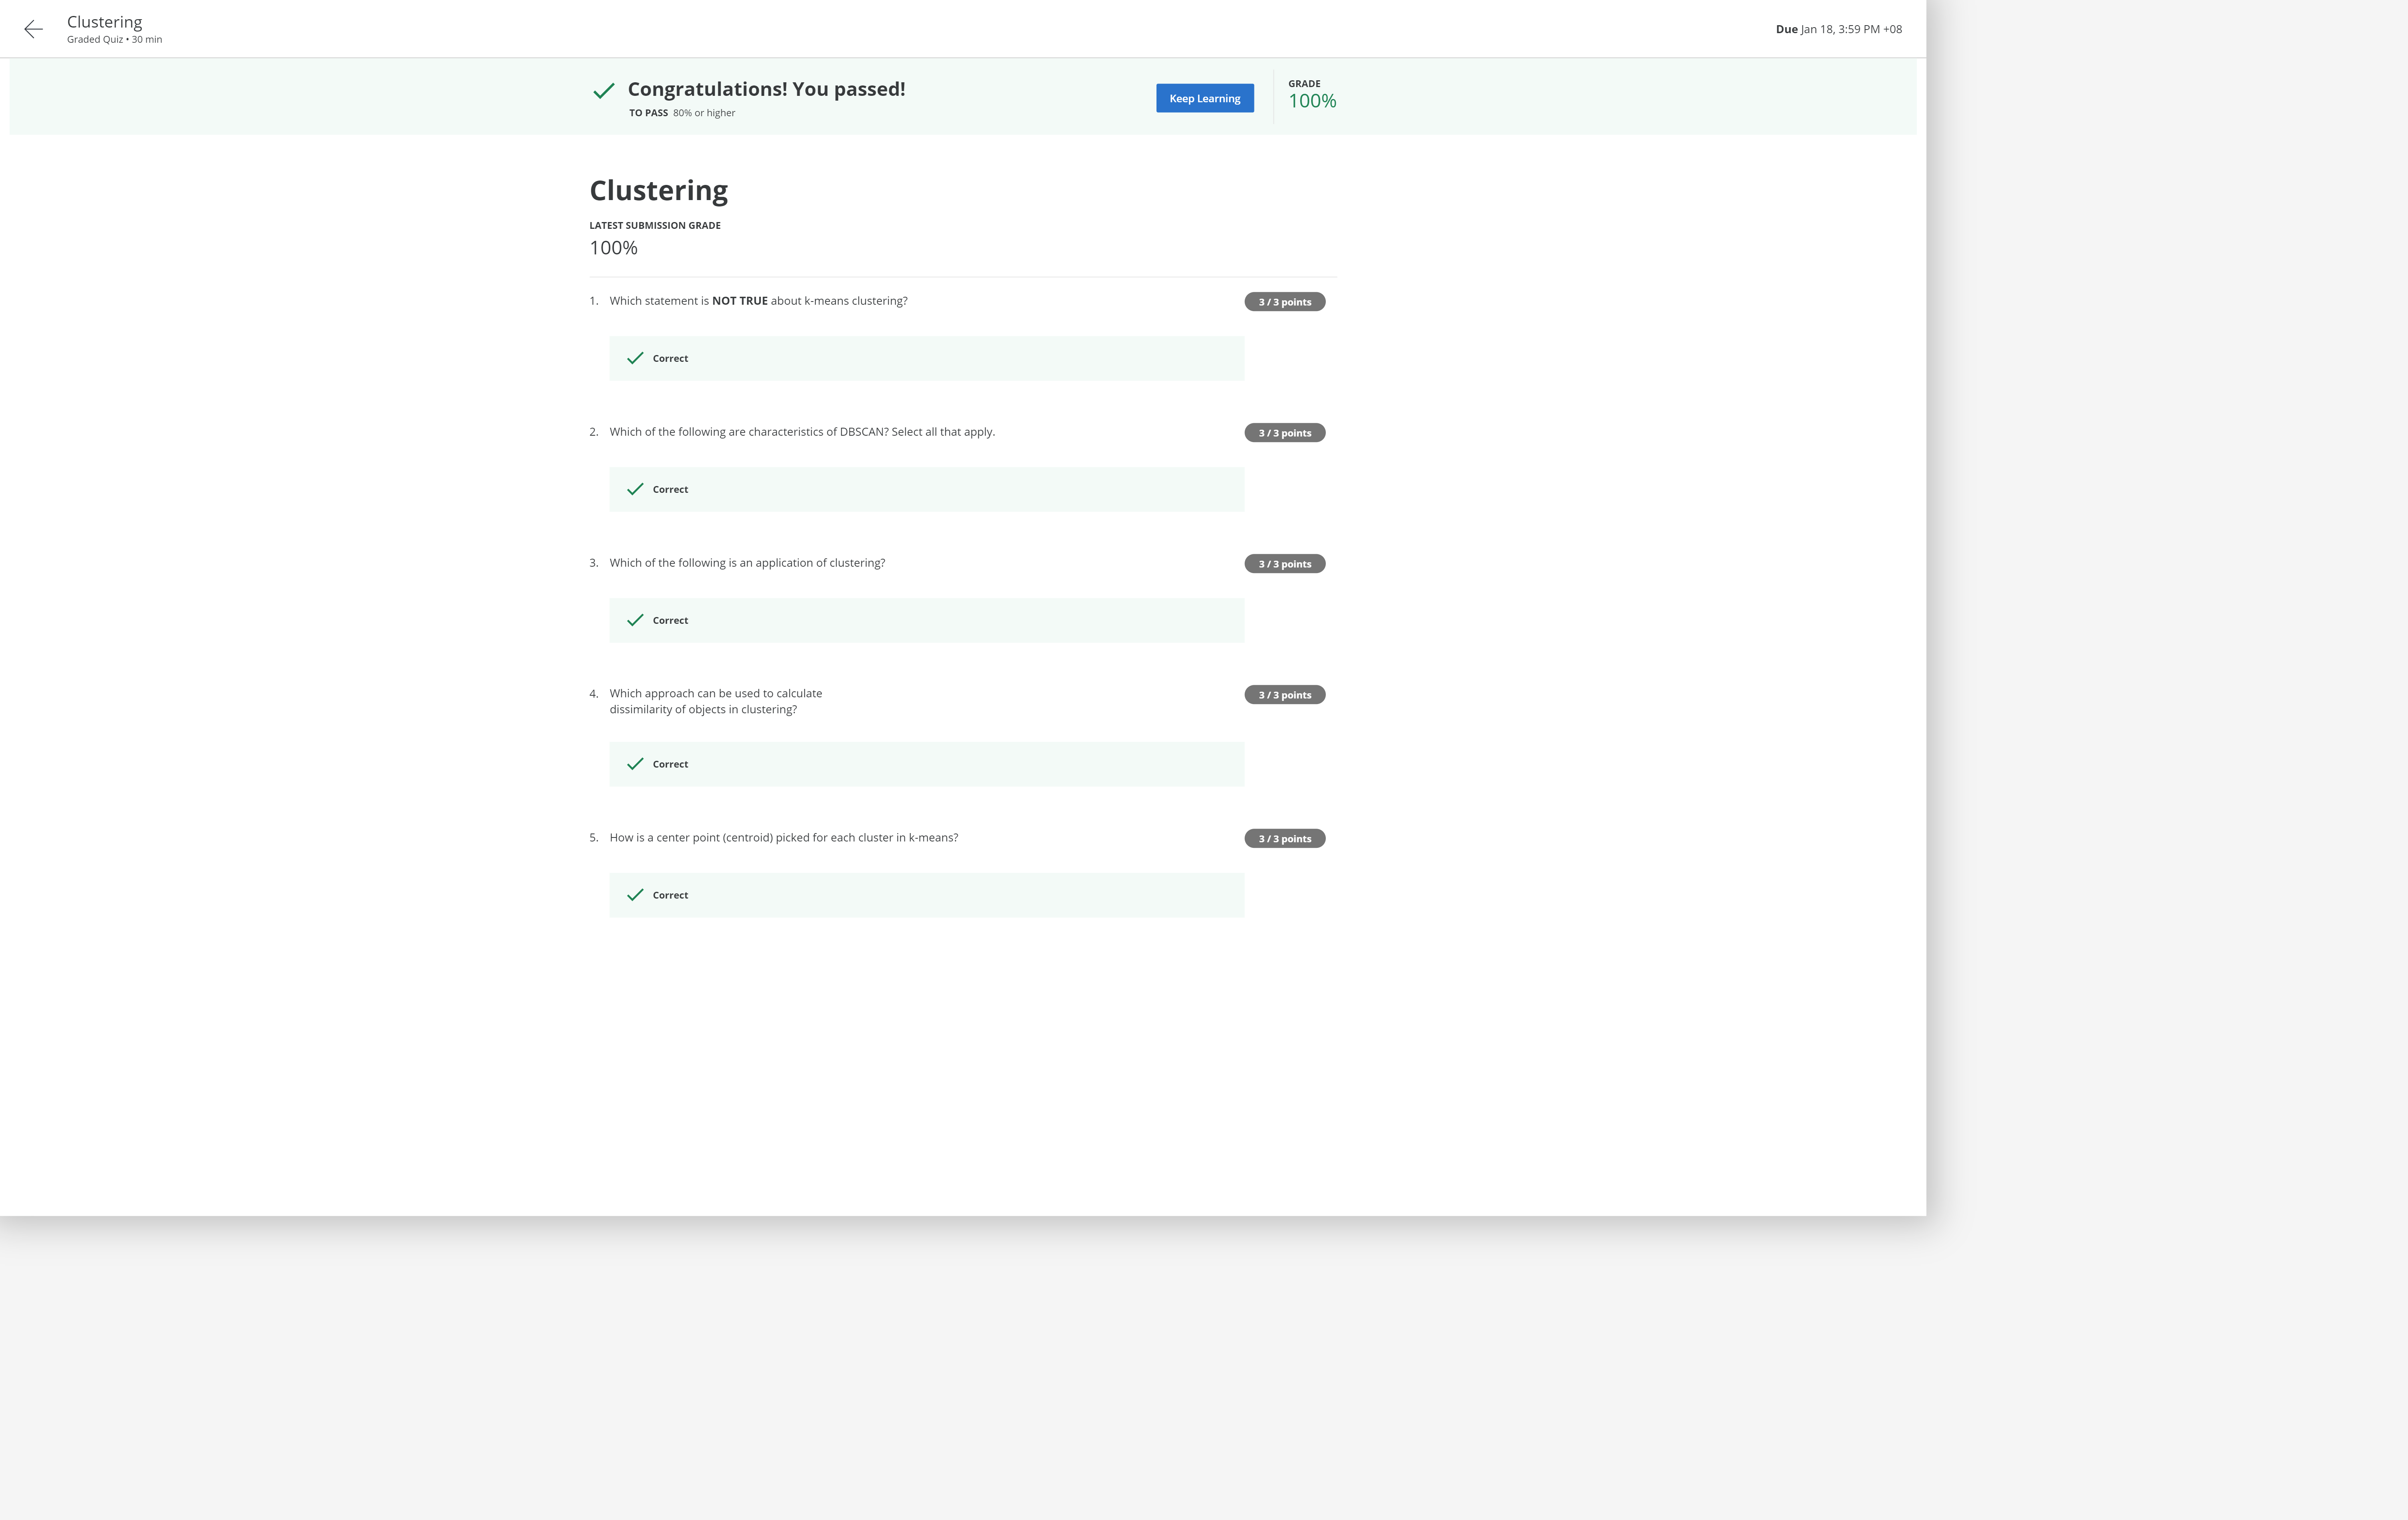 Clustering
Graded Quiz • 30 min
Due Jan 18, 3:59 PM +08
Congratulations! You passed!
TO PASS 80% or higher
Keep Learning
GRADE
100%
Clustering
LATEST SUBMISSION GRADE
100%
1. Which statement is NOT TRUE about k-means clustering?
3 / 3 points
Correct
2. Which of the following are characteristics of DBSCAN? Select all that apply.
3 / 3 points
Correct
3. Which of the following is an application of clustering?
3 / 3 points
Correct
4. Which approach can be used to calculate
dissimilarity of objects in clustering?
3 / 3 points
Correct
5. How is a center point (centroid) picked for each cluster in k-means?
3 / 3 points
Correct